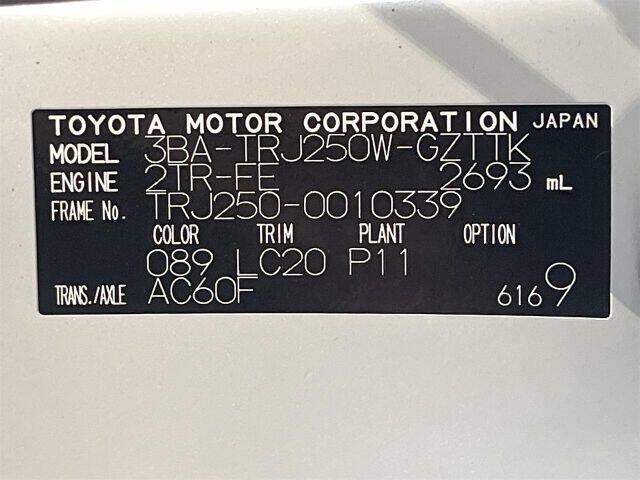 TOYOTA MOTOR CORPORATION JAPAN
MODEL 3BA-TRJ250W-GZTTK
ENGINE 2TR-FE 2693 mL
FRAME No. TRJ250-0010339
COLOR TRIM PLANT OPTION
089 LC20 P11
TRANS./AXLE AC60F 6169